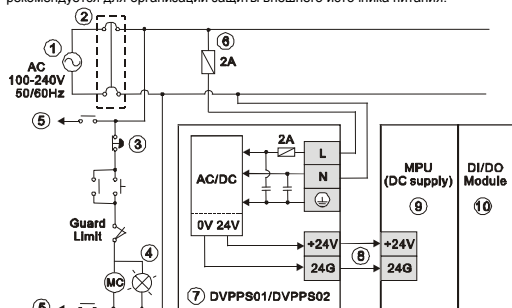 рекомендуется для организации защиты внешнего источника питания.
2
1
6
2A
AC
100-240V
50/60Hz
5
3
2A
L
N
AC/DC
MPU
(DC supply)
DI/DO
Module
9
10
0V 24V
Guard
Limit
+24V
24G
8
+24V
24G
4
MC
7 DVPPS01/DVPPS02
5